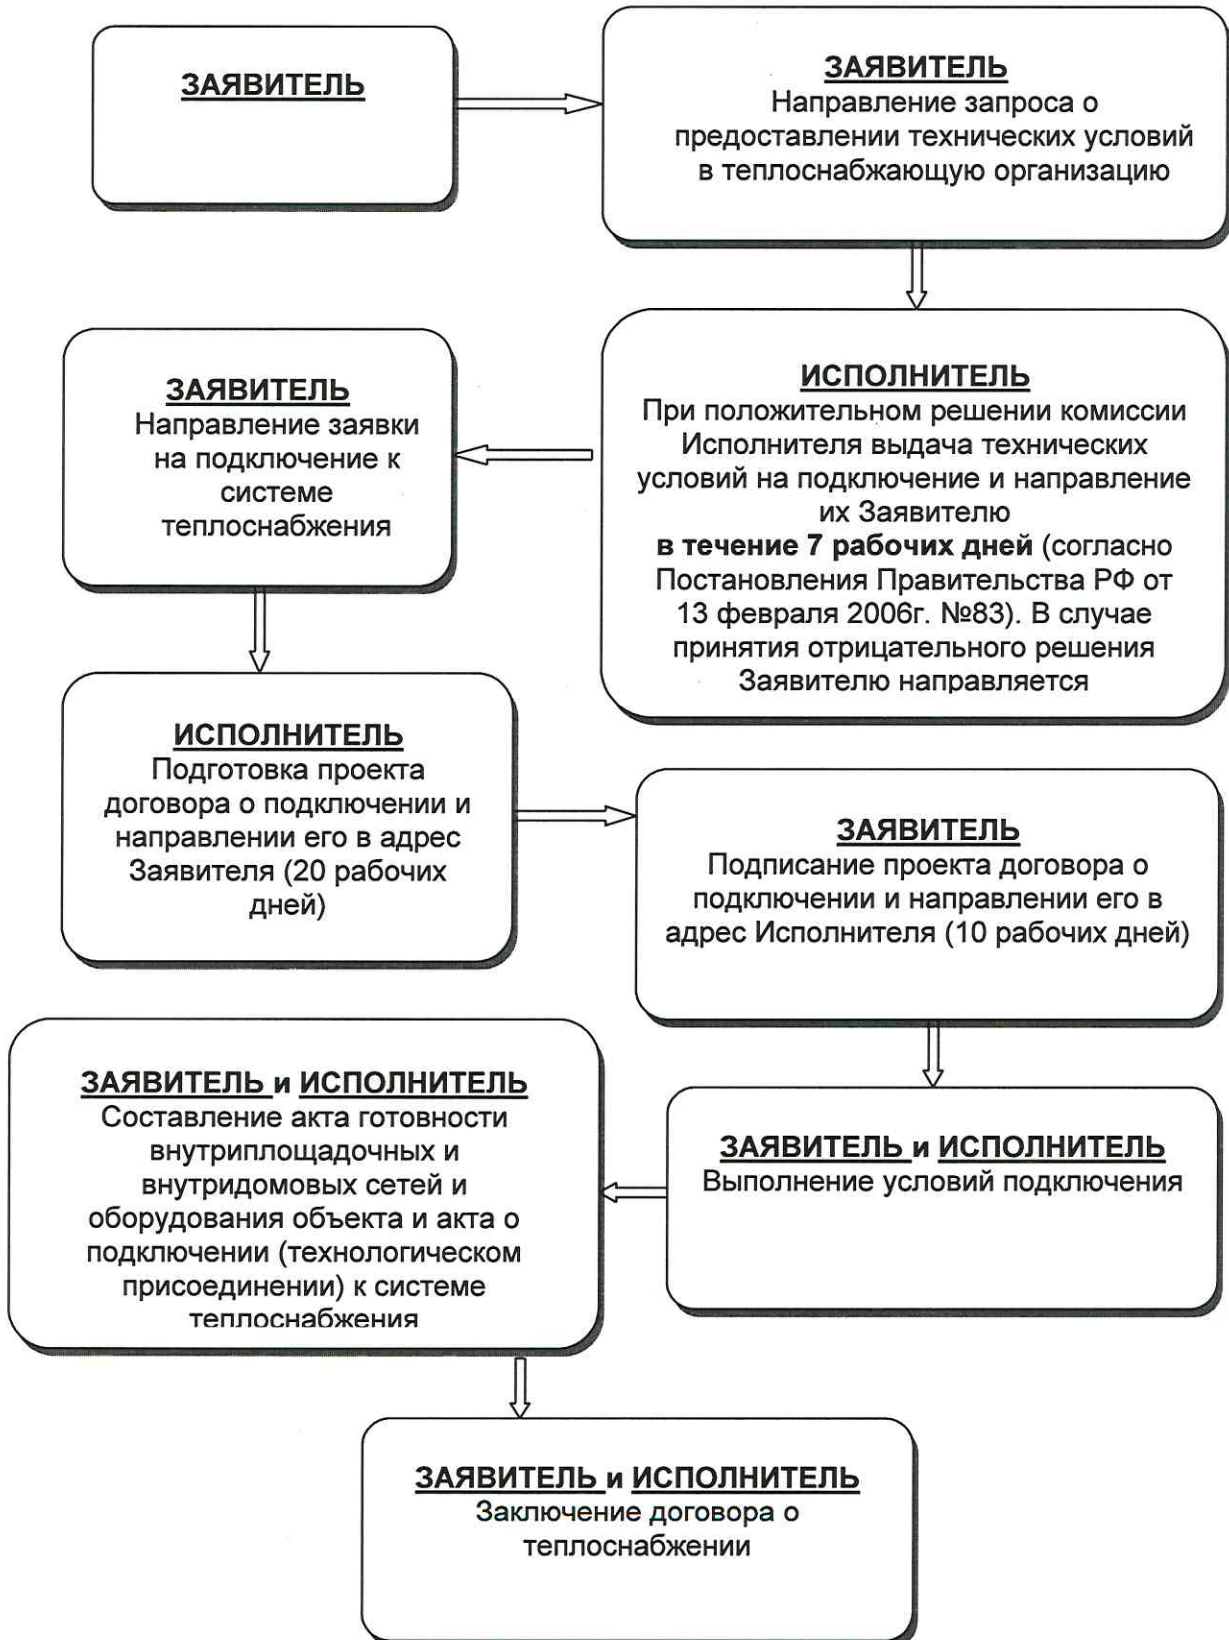 ЗАЯВИТЕЛЬ
ЗАЯВИТЕЛЬ
Направление запроса о
предоставлении технических условий
в теплоснабжающую организацию
ИСПОЛНИТЕЛЬ
При положительном решении комиссии
Исполнителя выдача технических
условий на подключение и направление
их Заявителю
в течение 7 рабочих дней (согласно
Постановления Правительства РФ от
13 февраля 2006г. №83). В случае
принятия отрицательного решения
Заявителю направляется
ЗАЯВИТЕЛЬ
Направление заявки
на подключение к
системе
теплоснабжения
ИСПОЛНИТЕЛЬ
Подготовка проекта
договора о подключении и
направлении его в адрес
Заявителя (20 рабочих
дней)
ЗАЯВИТЕЛЬ
Подписание проекта договора о
подключении и направлении его в
адрес Исполнителя (10 рабочих дней)
ЗАЯВИТЕЛЬ и ИСПОЛНИТЕЛЬ
Выполнение условий подключения
ЗАЯВИТЕЛЬ и ИСПОЛНИТЕЛЬ
Составление акта готовности
внутриплощадочных и
внутридомовых сетей и
оборудования объекта и акта о
подключении (технологическом
присоединении) к системе
теплоснабжения
ЗАЯВИТЕЛЬ и ИСПОЛНИТЕЛЬ
Заключение договора о
теплоснабжении